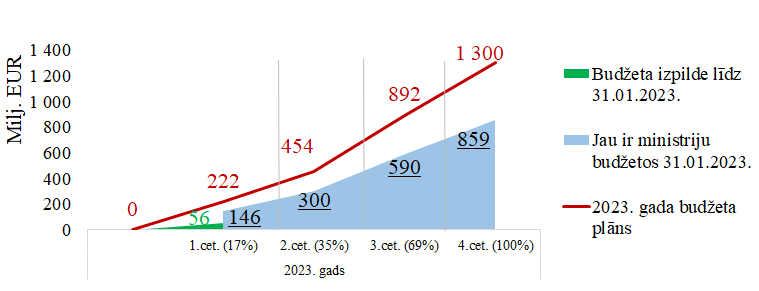 Milj. EUR
1 400
1 200
1 000
800
600
400
200
0
0
222
454
892
1 300
56
146
300
590
859
1.cet. (17%)
2.cet. (35%)
3.cet. (69%)
4.cet. (100%)
2023. gads
Budžeta izpilde līdz
31.01.2023.
Jau ir ministriju
budžetos 31.01.2023.
2023. gada budžeta
plāns